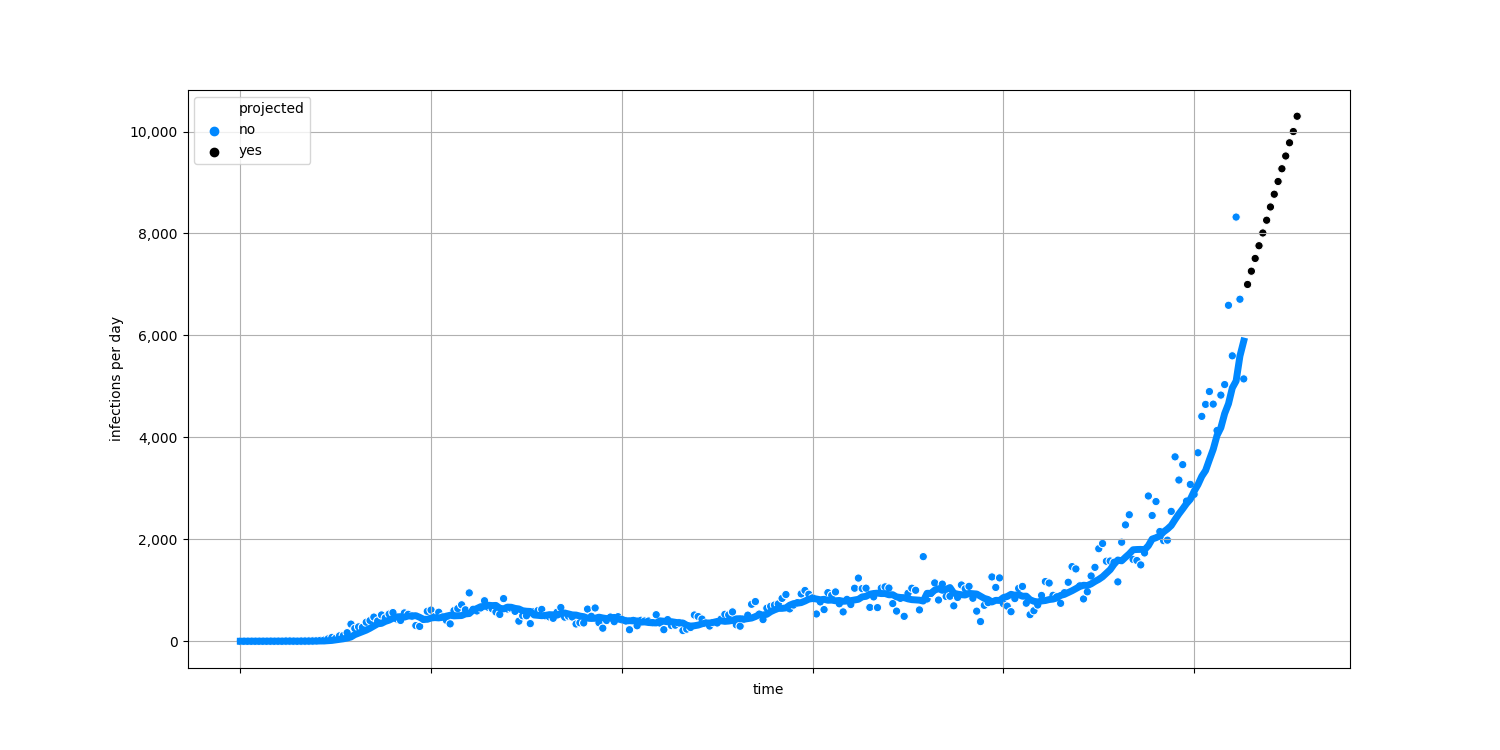 projected
no
yes
10,000
8,000
6,000
4,000
2,000
0
infections per day
time